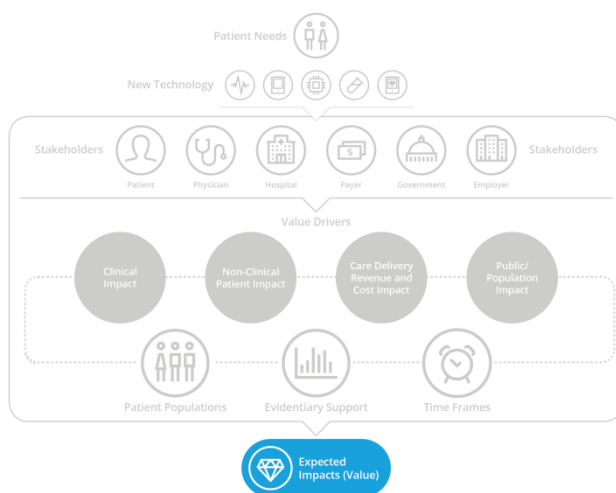 Patient Needs
New Technology
Stakeholders
Stakeholders
Patient
Physician
Hospital
Payer
Government
Employer
$
Value Drivers
Clinical
Impact
Non-Clinical
Patient Impact
Care Delivery
Revenue and
Cost Impact
Public/
Population
Impact
Patient Populations
Evidentiary Support
Time Frames
Expected
Impacts (Value)